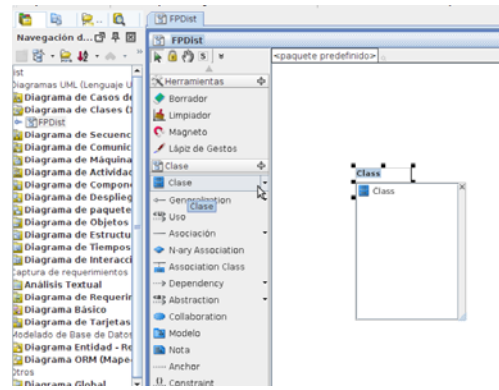 FPDist
Navegación d...
FPDist
<paquete predefinido>
ist
Diagramas UML (Lenguaje U
Diagrama de Casos de
Diagrama de Clases (
FPDist
Diagrama de Secuenc
Diagrama de Comunic
Diagrama de Máquina
Diagrama de Actividad
Diagrama de Compon
Diagrama de Desplieg
Diagrama de paquete
Diagrama de Objetos
Diagrama de Estructu
Diagrama de Tiempos
Diagrama de Interacci
Captura de requerimientos
Análisis Textual
Diagrama de Requerir
Diagrama Básico
Diagrama de Tarjetas
Modelado de Base de Datos
Diagrama Entidad - Re
Diagrama ORM (Mape
Otros
Diagrama Global
Herramientas
Borrador
Limpiador
Magneto
Lápiz de Gestos
Clase
Clase
Generalization
Clase
Uso
Asociación
N-ary Association
Association Class
Dependency
Abstraction
Collaboration
Modelo
Nota
Anchor
Constraint
Class
Class